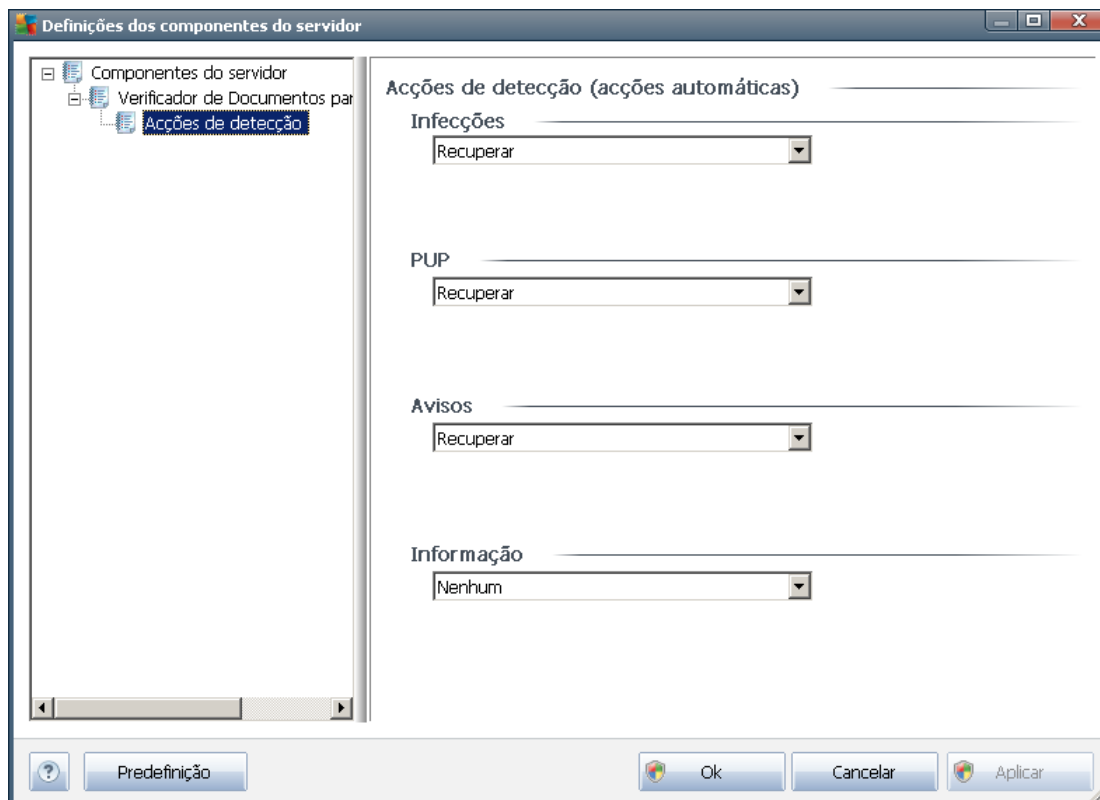 Definições dos componentes do servidor
Componentes do servidor
Verificador de Documentos par
Acções de detecção
Acções de detecção (acções automáticas)
Infecções
Recuperar
PUP
Recuperar
Avisos
Recuperar
Informação
Nenhum
?
Predefinição
Ok
Cancelar
Aplicar